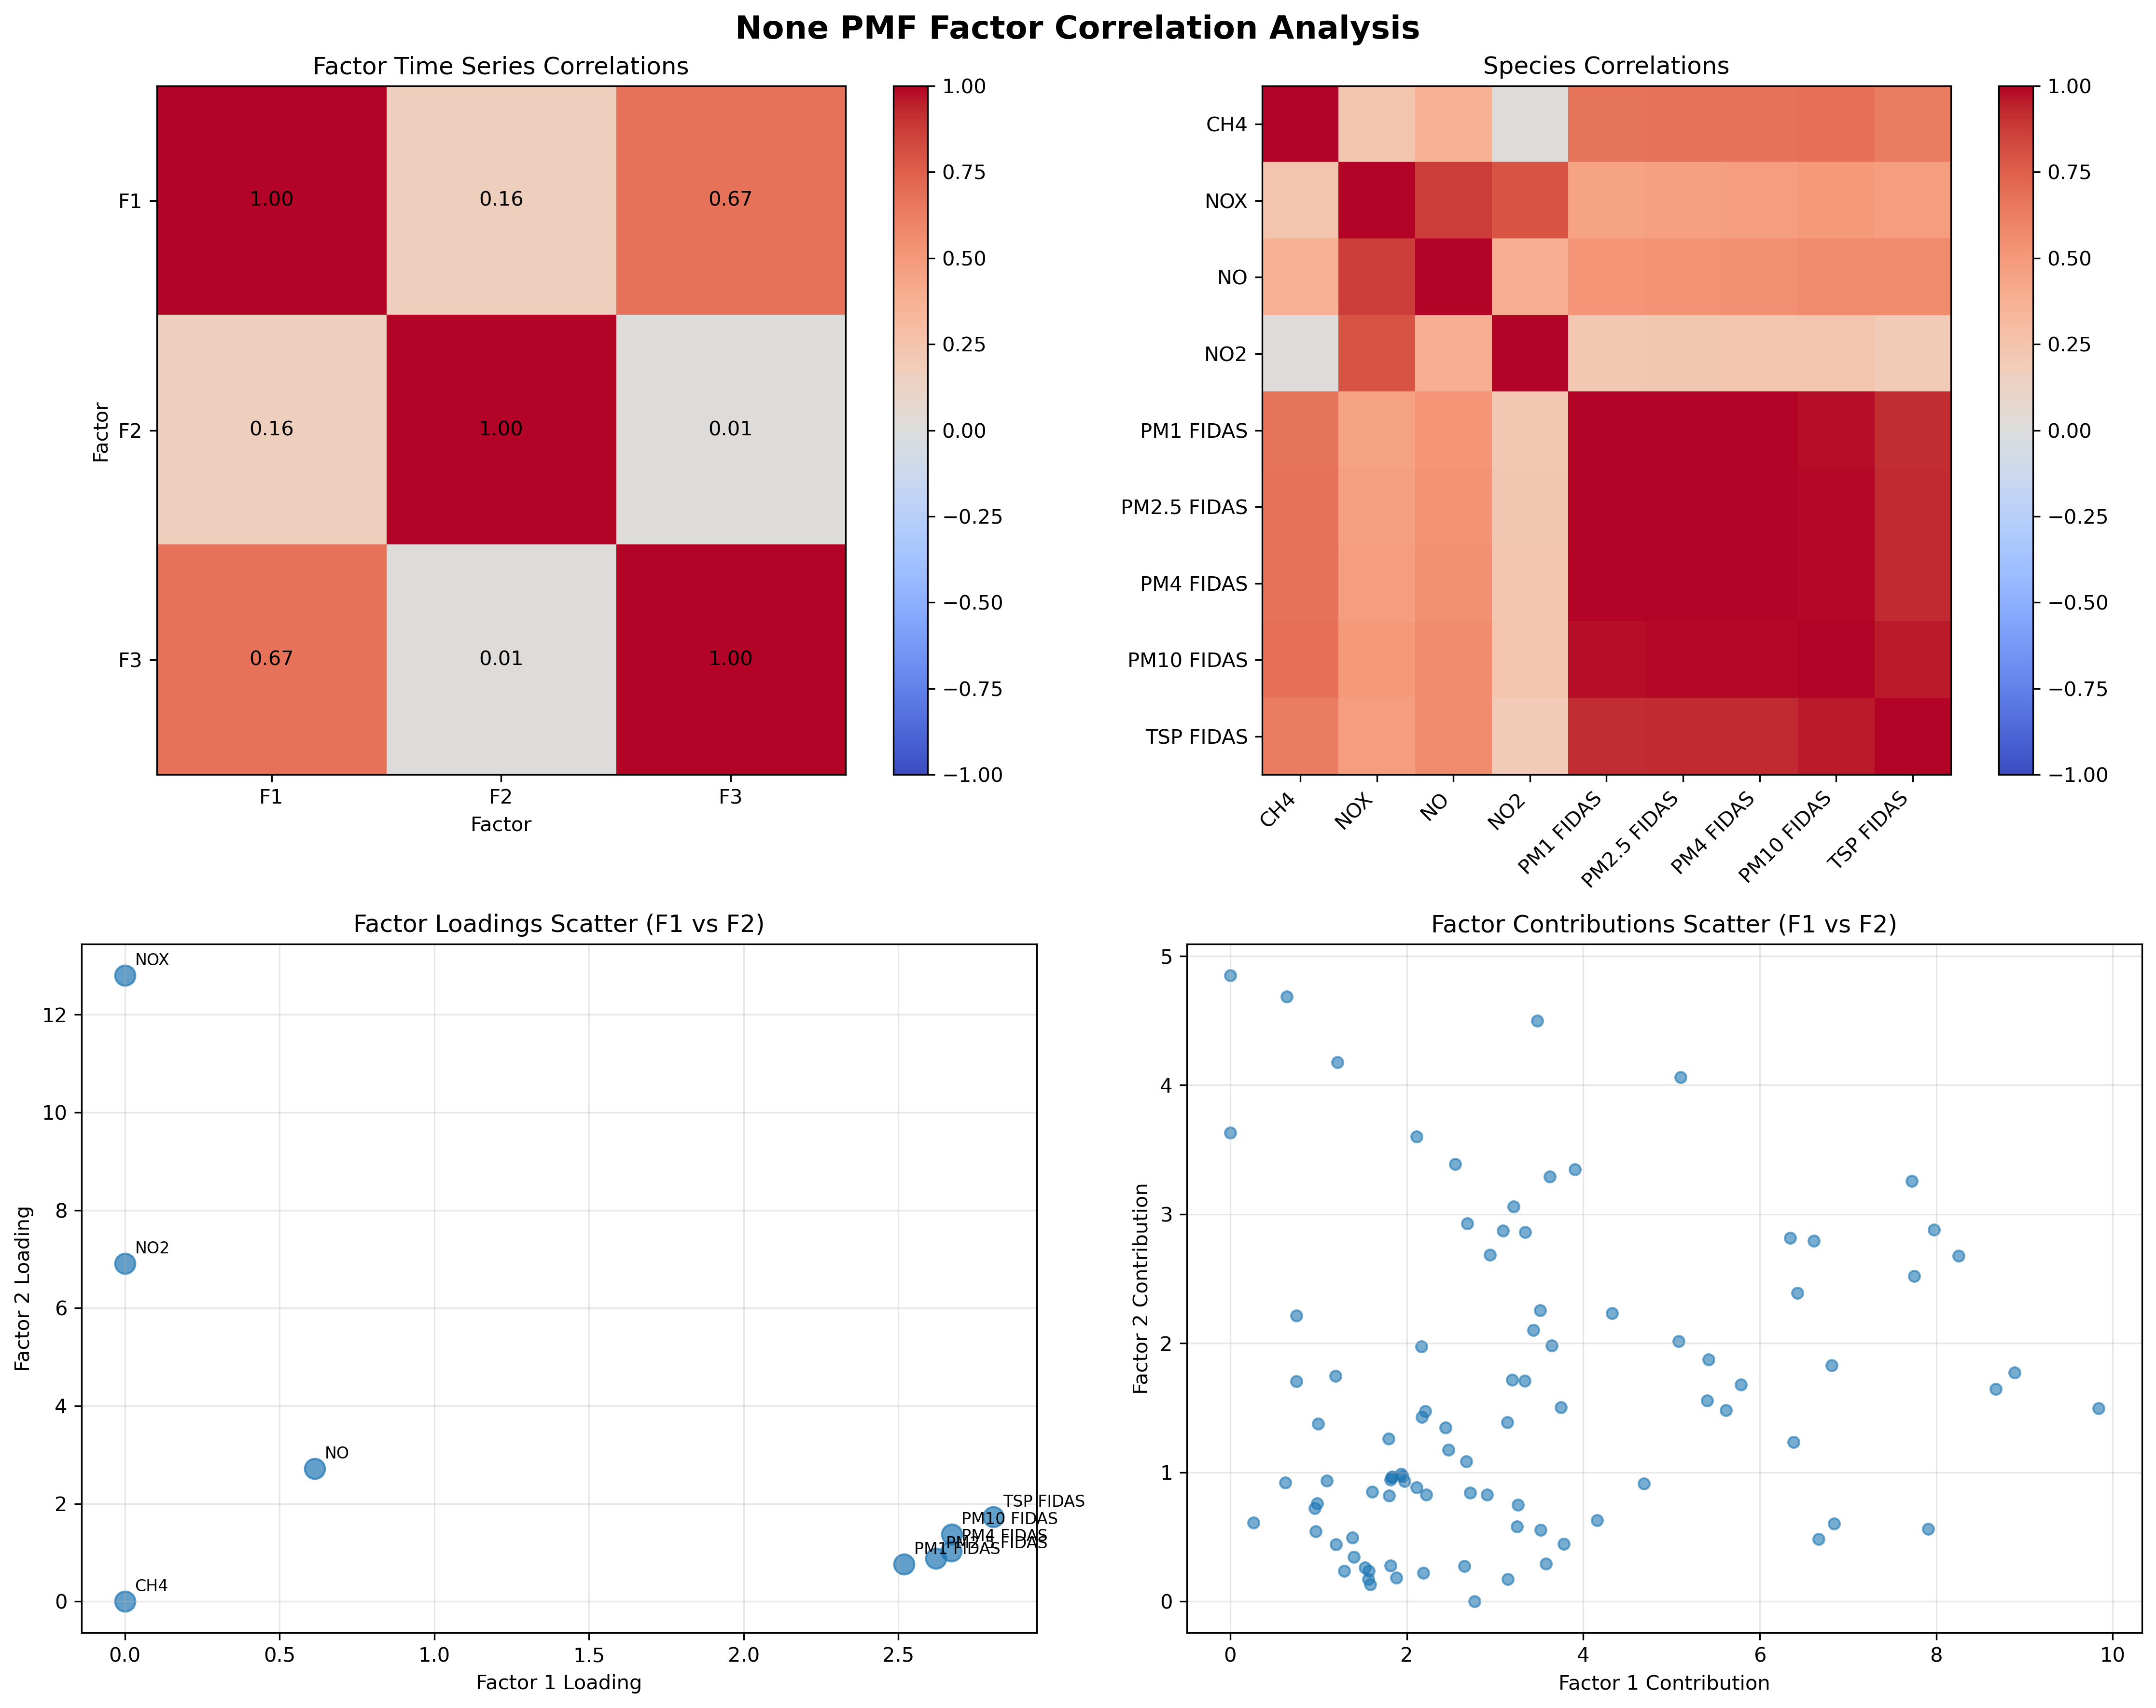 None PMF Factor Correlation Analysis
Factor Time Series Correlations
F1
F2
F3
Factor
1.00 0.16 0.67
0.16 1.00 0.01
0.67 0.01 1.00
F1 F2 F3
Factor
1.00
0.75
0.50
0.25
0.00
−0.25
−0.50
−0.75
−1.00
Species Correlations
CH4
NOX
NO
NO2
PM1 FIDAS
PM2.5 FIDAS
PM4 FIDAS
PM10 FIDAS
TSP FIDAS
CH4
NOX
NO
NO2
PM1 FIDAS
PM2.5 FIDAS
PM4 FIDAS
PM10 FIDAS
TSP FIDAS
1.00
0.75
0.50
0.25
0.00
−0.25
−0.50
−0.75
−1.00
Factor Loadings Scatter (F1 vs F2)
Factor 2 Loading
12
10
8
6
4
2
0
NOX
NO2
NO
TSP FIDAS
PM10 FIDAS
PM4 FIDAS
PM2.5 FIDAS
PM1 FIDAS
CH4
0.0 0.5 1.0 1.5 2.0 2.5
Factor 1 Loading
Factor Contributions Scatter (F1 vs F2)
Factor 2 Contribution
5
4
3
2
1
0
0 2 4 6 8 10
Factor 1 Contribution